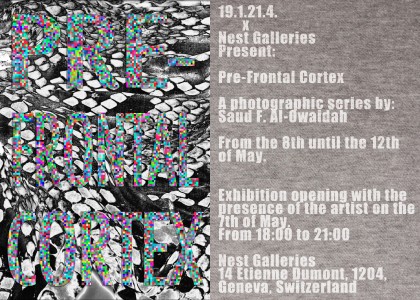 PRE-
FRONTAL
CORTEX
19.1.21.4.
x
Nest Galleries
Present:
Pre-Frontal Cortex
A photographic series by:
Saud F. Al-Owaidah
From the 8th until the 12th
of May.
Exhibition opening with the
presence of the artist on the
7th of May.
From 18:00 to 21:00
Nest Galleries
14 Etienne Dumont, 1204,
Geneva, Switzerland